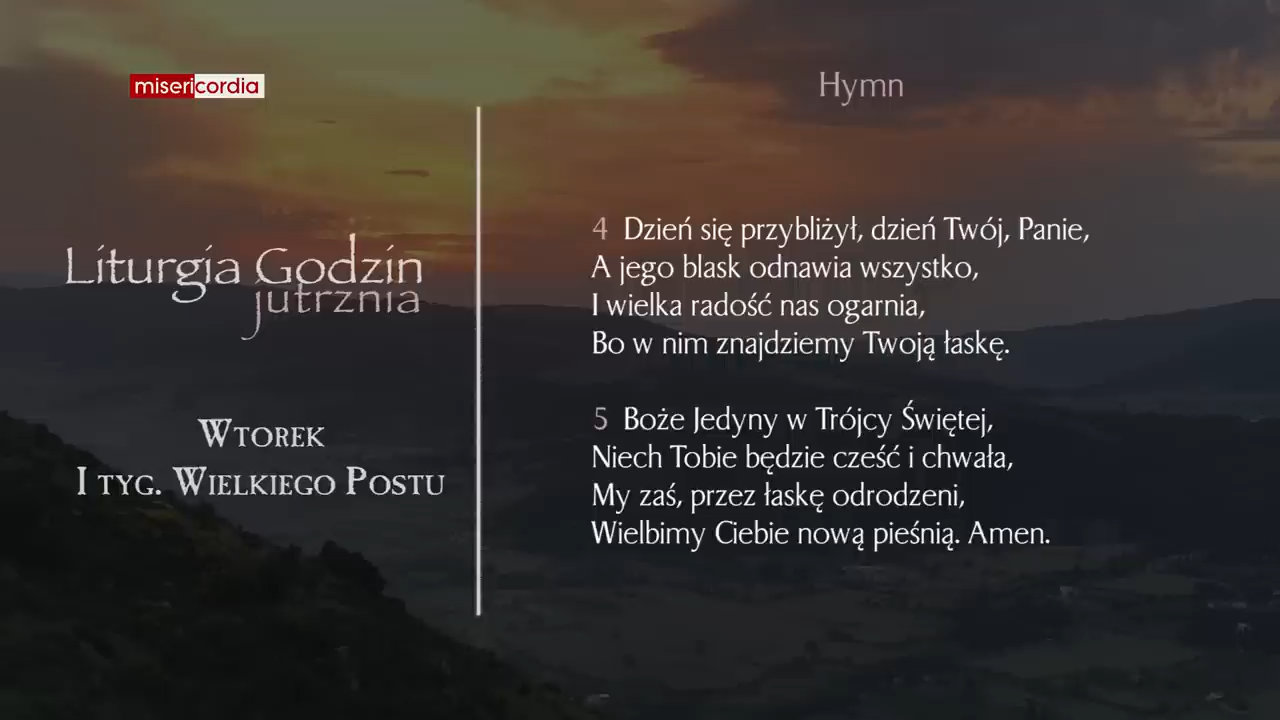 misericordia
Liturgia Godzin
jutrznia
Wtorek
I tyg. Wielkiego Postu
Hymn
4 Dzień się przybliżył, dzień Twój, Panie,
A jego blask odnawia wszystko,
I wielka radość nas ogarnia,
Bo w nim znajdziemy Twoją łaskę.
5 Boże Jedyny w Trójcy Świętej,
Niech Tobie będzie cześć i chwała,
My zaś, przez łaskę odrodzeni,
Wielbimy Ciebie nową pieśnią. Amen.